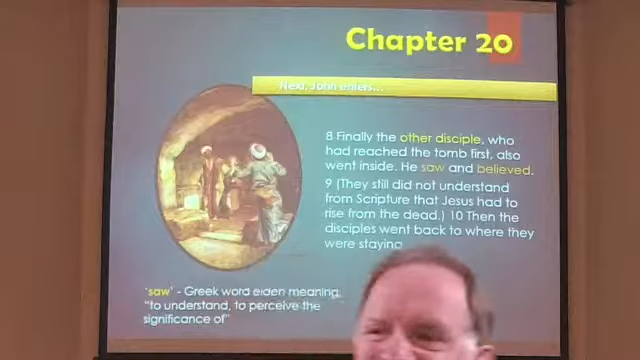 Chapter 20
Next, John enters...
8 Finally the other disciple, who
had reached the tomb first, also
went inside. He saw and believed.
9 (They still did not understand
from Scripture that Jesus had to
rise from the dead.) 10 Then the
disciples went back to where they
were staying
'saw' - Greek word eiden meaning,
"to understand, to perceive the
significance of"